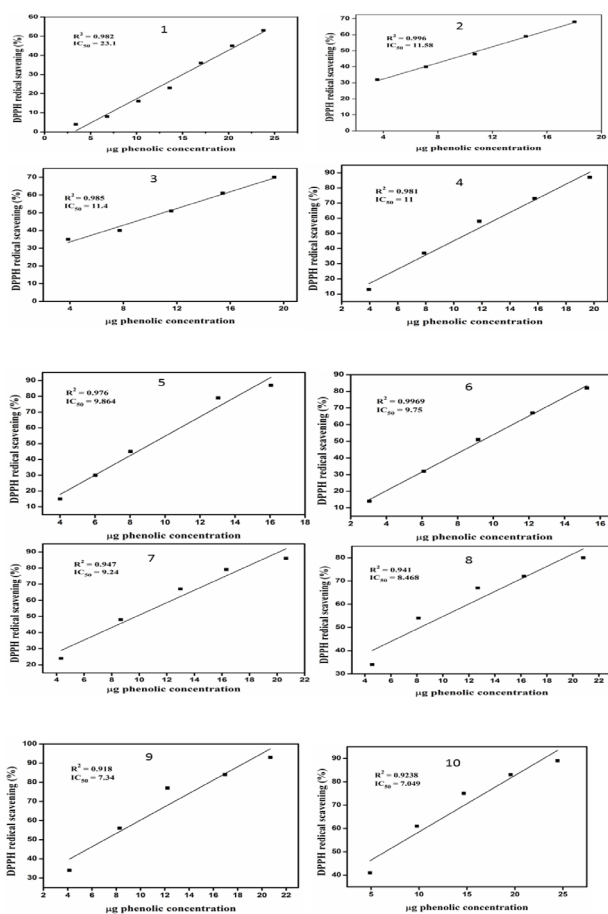 1
R² = 0.982
IC₅₀ = 23.1
60
50
40
30
20
10
0
0 5 10 15 20 25
DPPH redical scavening (%)
µg phenolic concentration
2
R² = 0.996
IC₅₀ = 11.58
70
60
50
40
30
20
10
0
4 8 12 16 20
DPPH redical scavening (%)
µg phenolic concentration
3
R² = 0.985
IC₅₀ = 11.4
70
60
50
40
30
20
10
0
2 4 6 8 10 12 14 16 18 20
DPPH redical scavening (%)
µg phenolic concentration
4
R² = 0.981
IC₅₀ = 11
90
80
70
60
50
40
30
20
10
2 4 6 8 10 12 14 16 18 20
DPPH redical scavening (%)
µg phenolic concentration
5
R² = 0.976
IC₅₀ = 9.864
90
80
70
60
50
40
30
20
10
4 6 8 10 12 14 16 18
DPPH redical scavening (%)
µg phenolic concentration
6
R² = 0.9969
IC₅₀ = 9.75
90
80
70
60
50
40
30
20
10
2 4 6 8 10 12 14 16
DPPH redical scavening (%)
µg phenolic concentration
7
R² = 0.947
IC₅₀ = 9.24
90
80
70
60
50
40
30
20
4 6 8 10 12 14 16 18 20 22
DPPH redical scavening (%)
µg phenolic concentration
8
R² = 0.941
IC₅₀ = 8.468
80
70
60
50
40
30
4 6 8 10 12 14 16 18 20 22
DPPH redical scavening (%)
µg phenolic concentration
9
R² = 0.918
IC₅₀ = 7.34
100
90
80
70
60
50
40
30
2 4 6 8 10 12 14 16 18 20 22
DPPH redical scavening (%)
µg phenolic concentration
10
R² = 0.9238
IC₅₀ = 7.049
90
80
70
60
50
40
5 10 15 20 25
DPPH redical scavening (%)
µg phenolic concentration